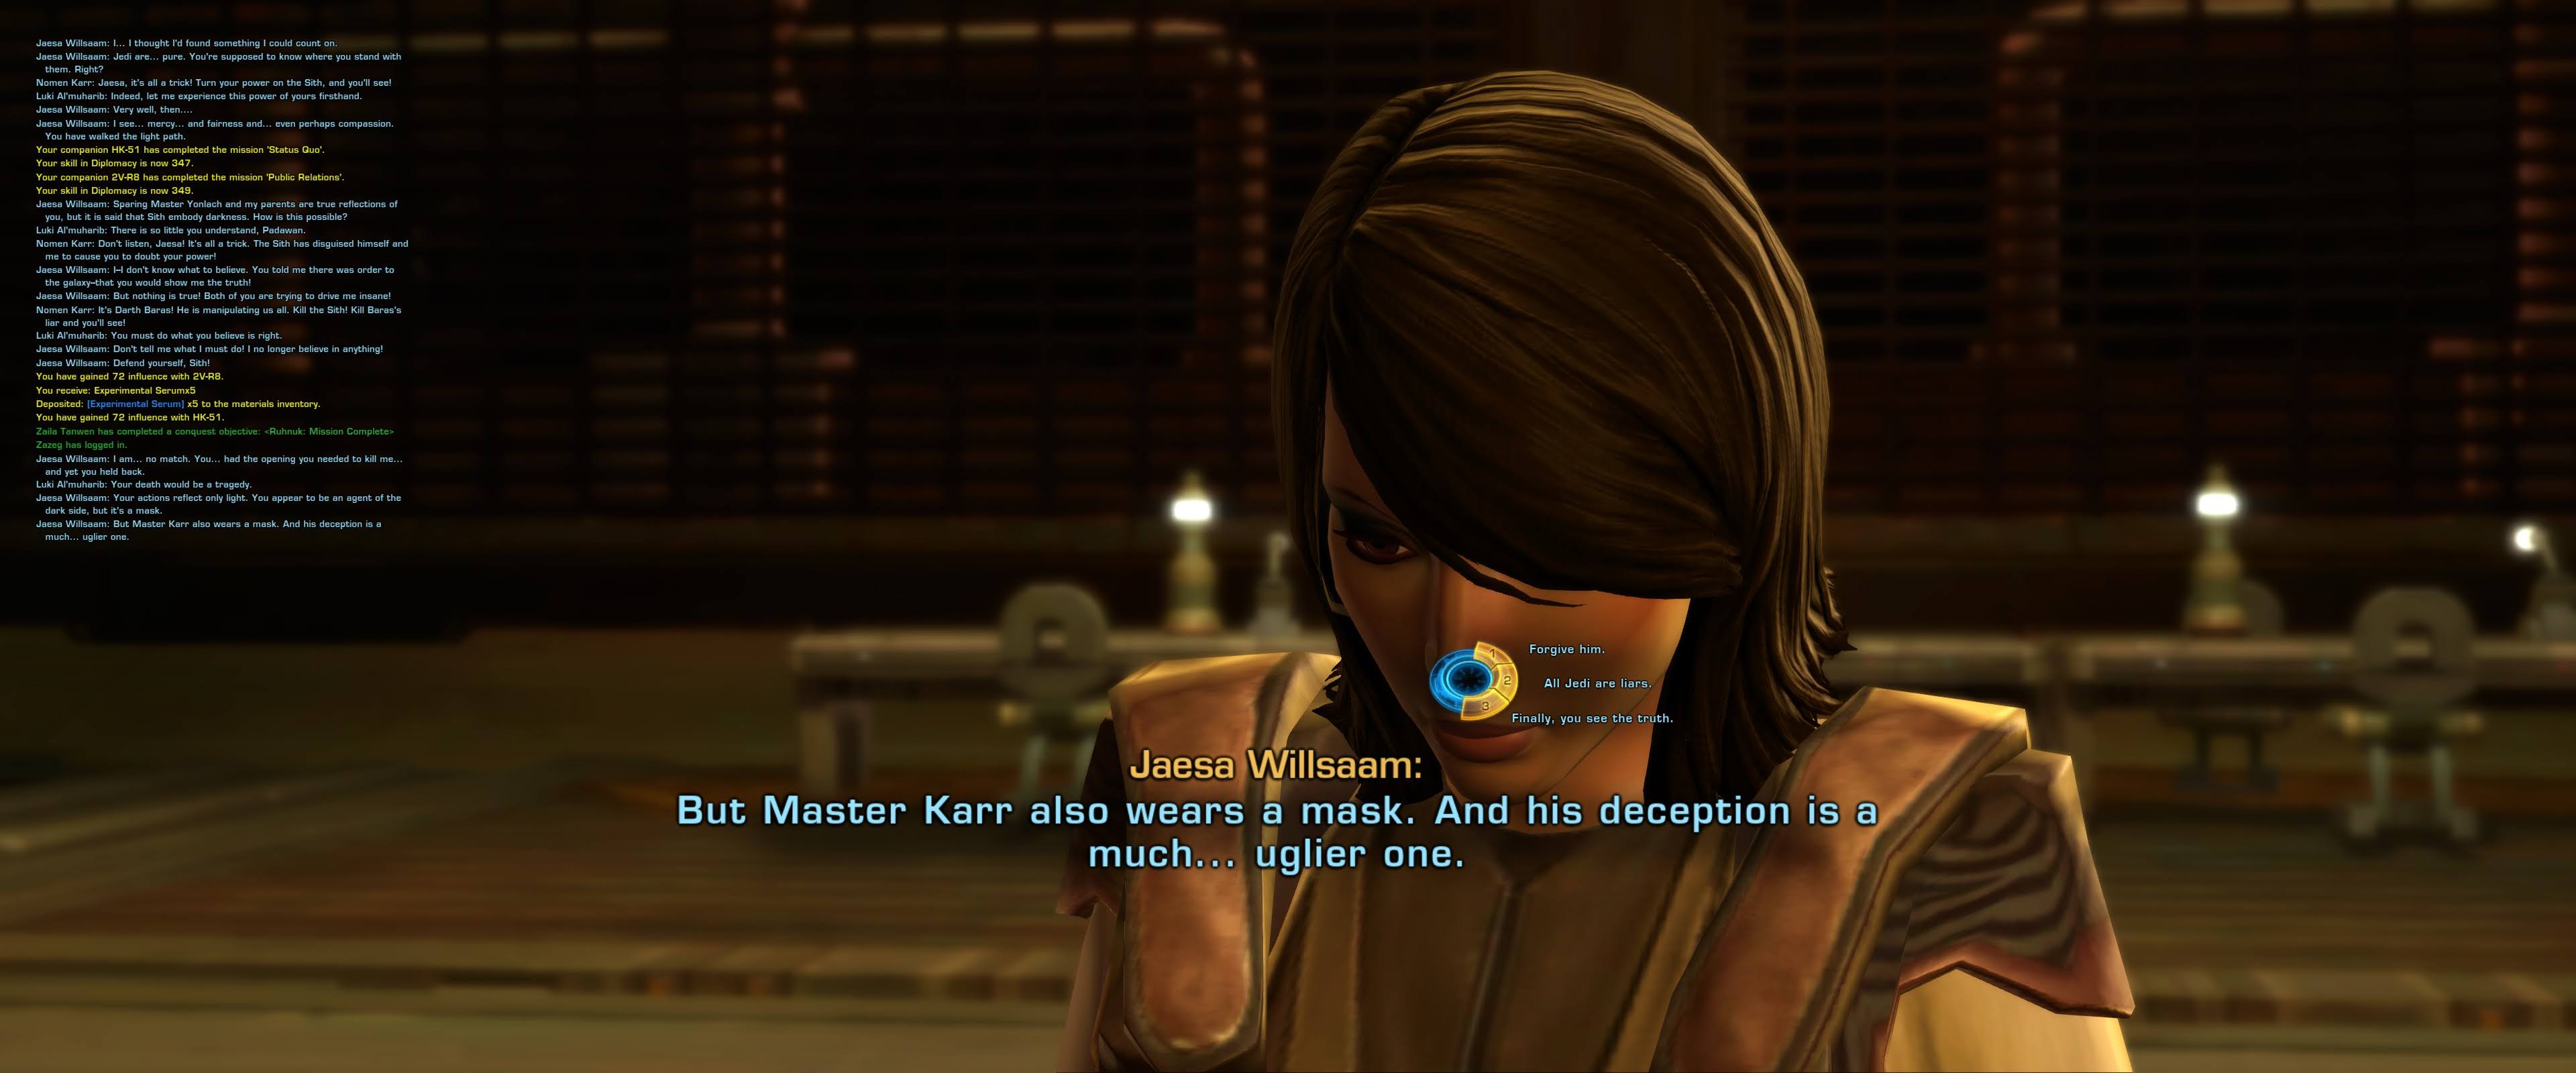 Jaesa Willsaam: I... I thought I'd found something I could count on.
Jaesa Willsaam: Jedi are... pure. You're supposed to know where you stand with
them. Right?
Nomen Karr: Jaesa, it's all a trick! Turn your power on the Sith, and you'll see!
Luki Al'muharib: Indeed, let me experience this power of yours firsthand.
Jaesa Willsaam: Very well, then....
Jaesa Willsaam: I see... mercy... and fairness and... even perhaps compassion.
You have walked the light path.
Your companion HK-51 has completed the mission 'Status Quo'.
Your skill in Diplomacy is now 347.
Your companion 2V-R8 has completed the mission 'Public Relations'.
Your skill in Diplomacy is now 349.
Jaesa Willsaam: Sparing Master Yonlach and my parents are true reflections of
you, but it is said that Sith embody darkness. How is this possible?
Luki Al'muharib: There is so little you understand, Padawan.
Nomen Karr: Don't listen, Jaesa! It's all a trick. The Sith has disguised himself and
me to cause you to doubt your power!
Jaesa Willsaam: I–I don't know what to believe. You told me there was order to
the galaxy–that you would show me the truth!
Jaesa Willsaam: But nothing is true! Both of you are trying to drive me insane!
Nomen Karr: It's Darth Baras! He is manipulating us all. Kill the Sith! Kill Baras's
liar and you'll see!
Luki Al'muharib: You must do what you believe is right.
Jaesa Willsaam: Don't tell me what I must do! I no longer believe in anything!
Jaesa Willsaam: Defend yourself, Sith!
You have gained 72 influence with 2V-R8.
You receive: Experimental Serumx5
Deposited: [Experimental Serum] x5 to the materials inventory.
You have gained 72 influence with HK-51.
Zaila Tanwen has completed a conquest objective: <Ruhnuk: Mission Complete>
Zazeg has logged in.
Jaesa Willsaam: I am... no match. You... had the opening you needed to kill me...
and yet you held back.
Luki Al'muharib: Your death would be a tragedy.
Jaesa Willsaam: Your actions reflect only light. You appear to be an agent of the
dark side, but it's a mask.
Jaesa Willsaam: But Master Karr also wears a mask. And his deception is a
much... uglier one.
1 Forgive him.
2 All Jedi are liars.
3 Finally, you see the truth.
Jaesa Willsaam:
But Master Karr also wears a mask. And his deception is a
much... uglier one.